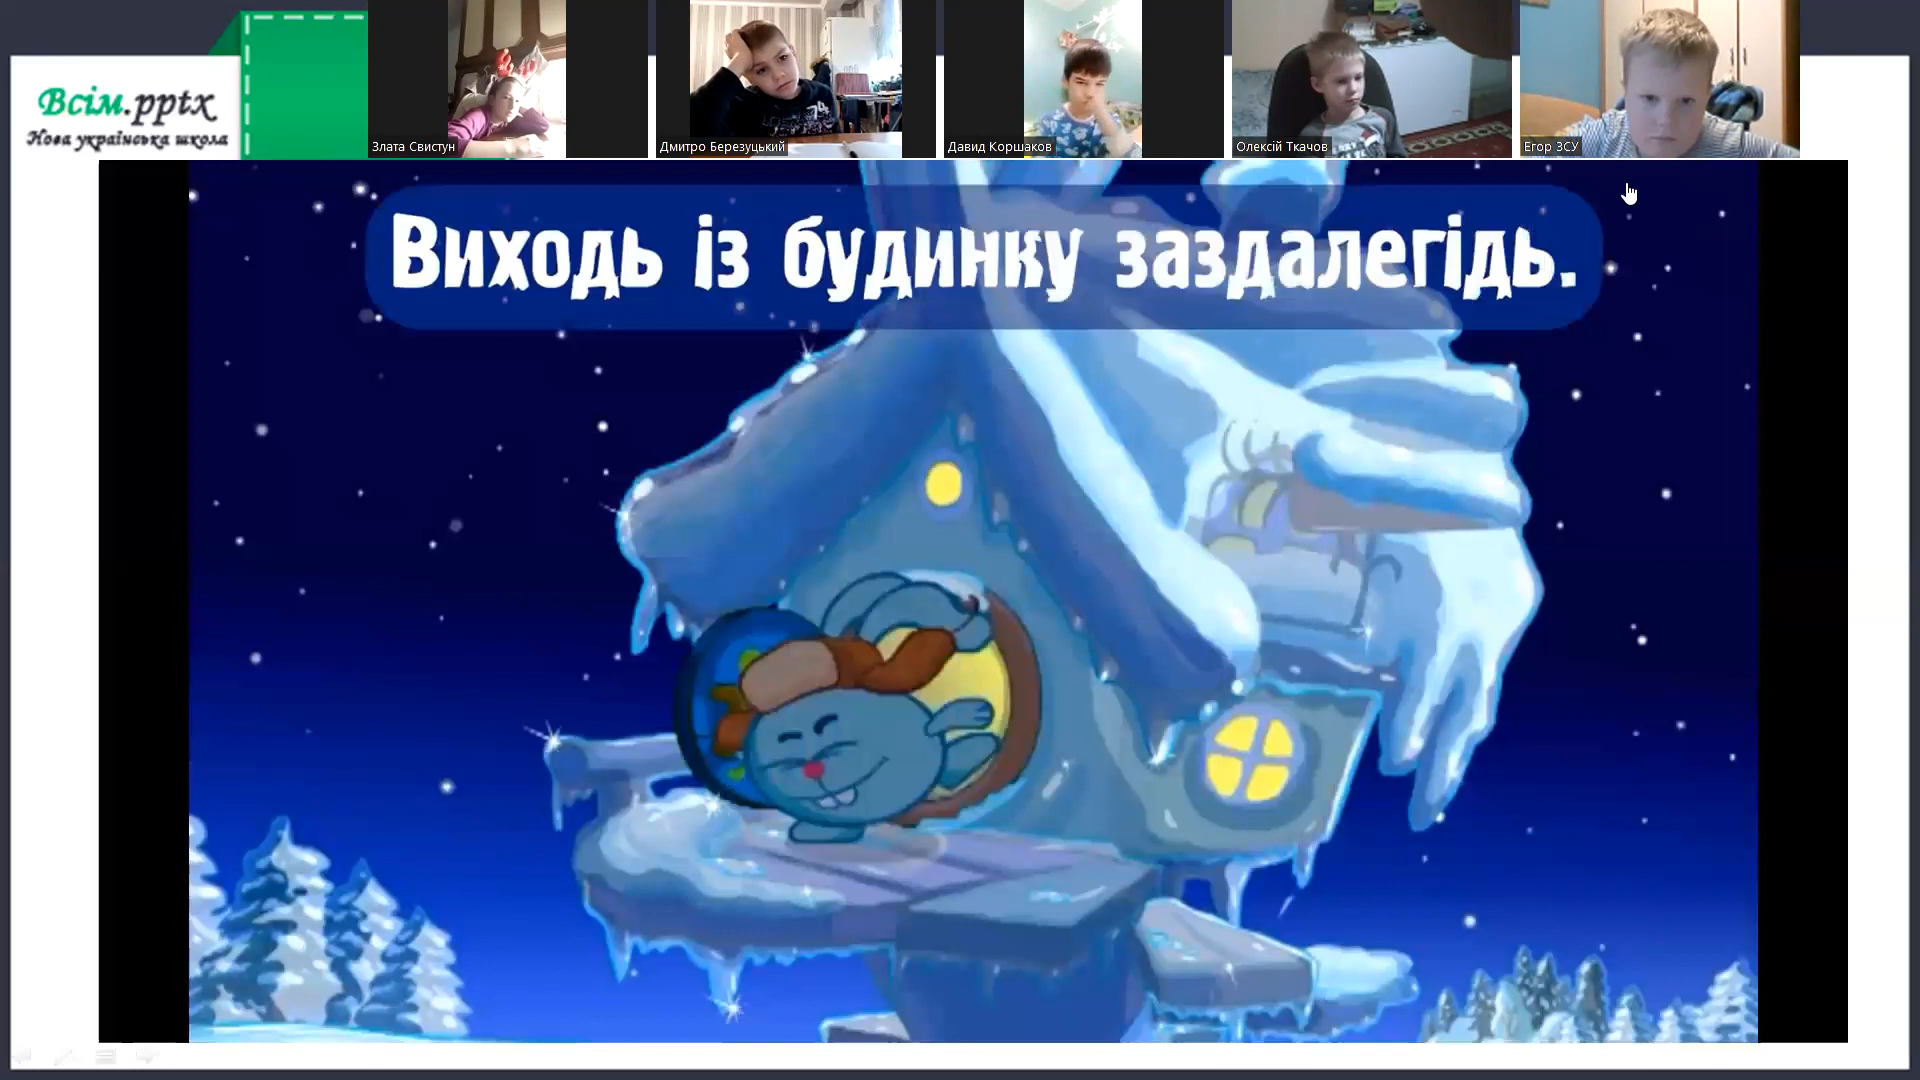 Всім.pptx
Нова українська школа
Злата Свистун
Дмитро Березуцький
Давид Коршаков
Олексій Ткачов
Егор ЗСУ
Виходь із будинку заздалегідь.